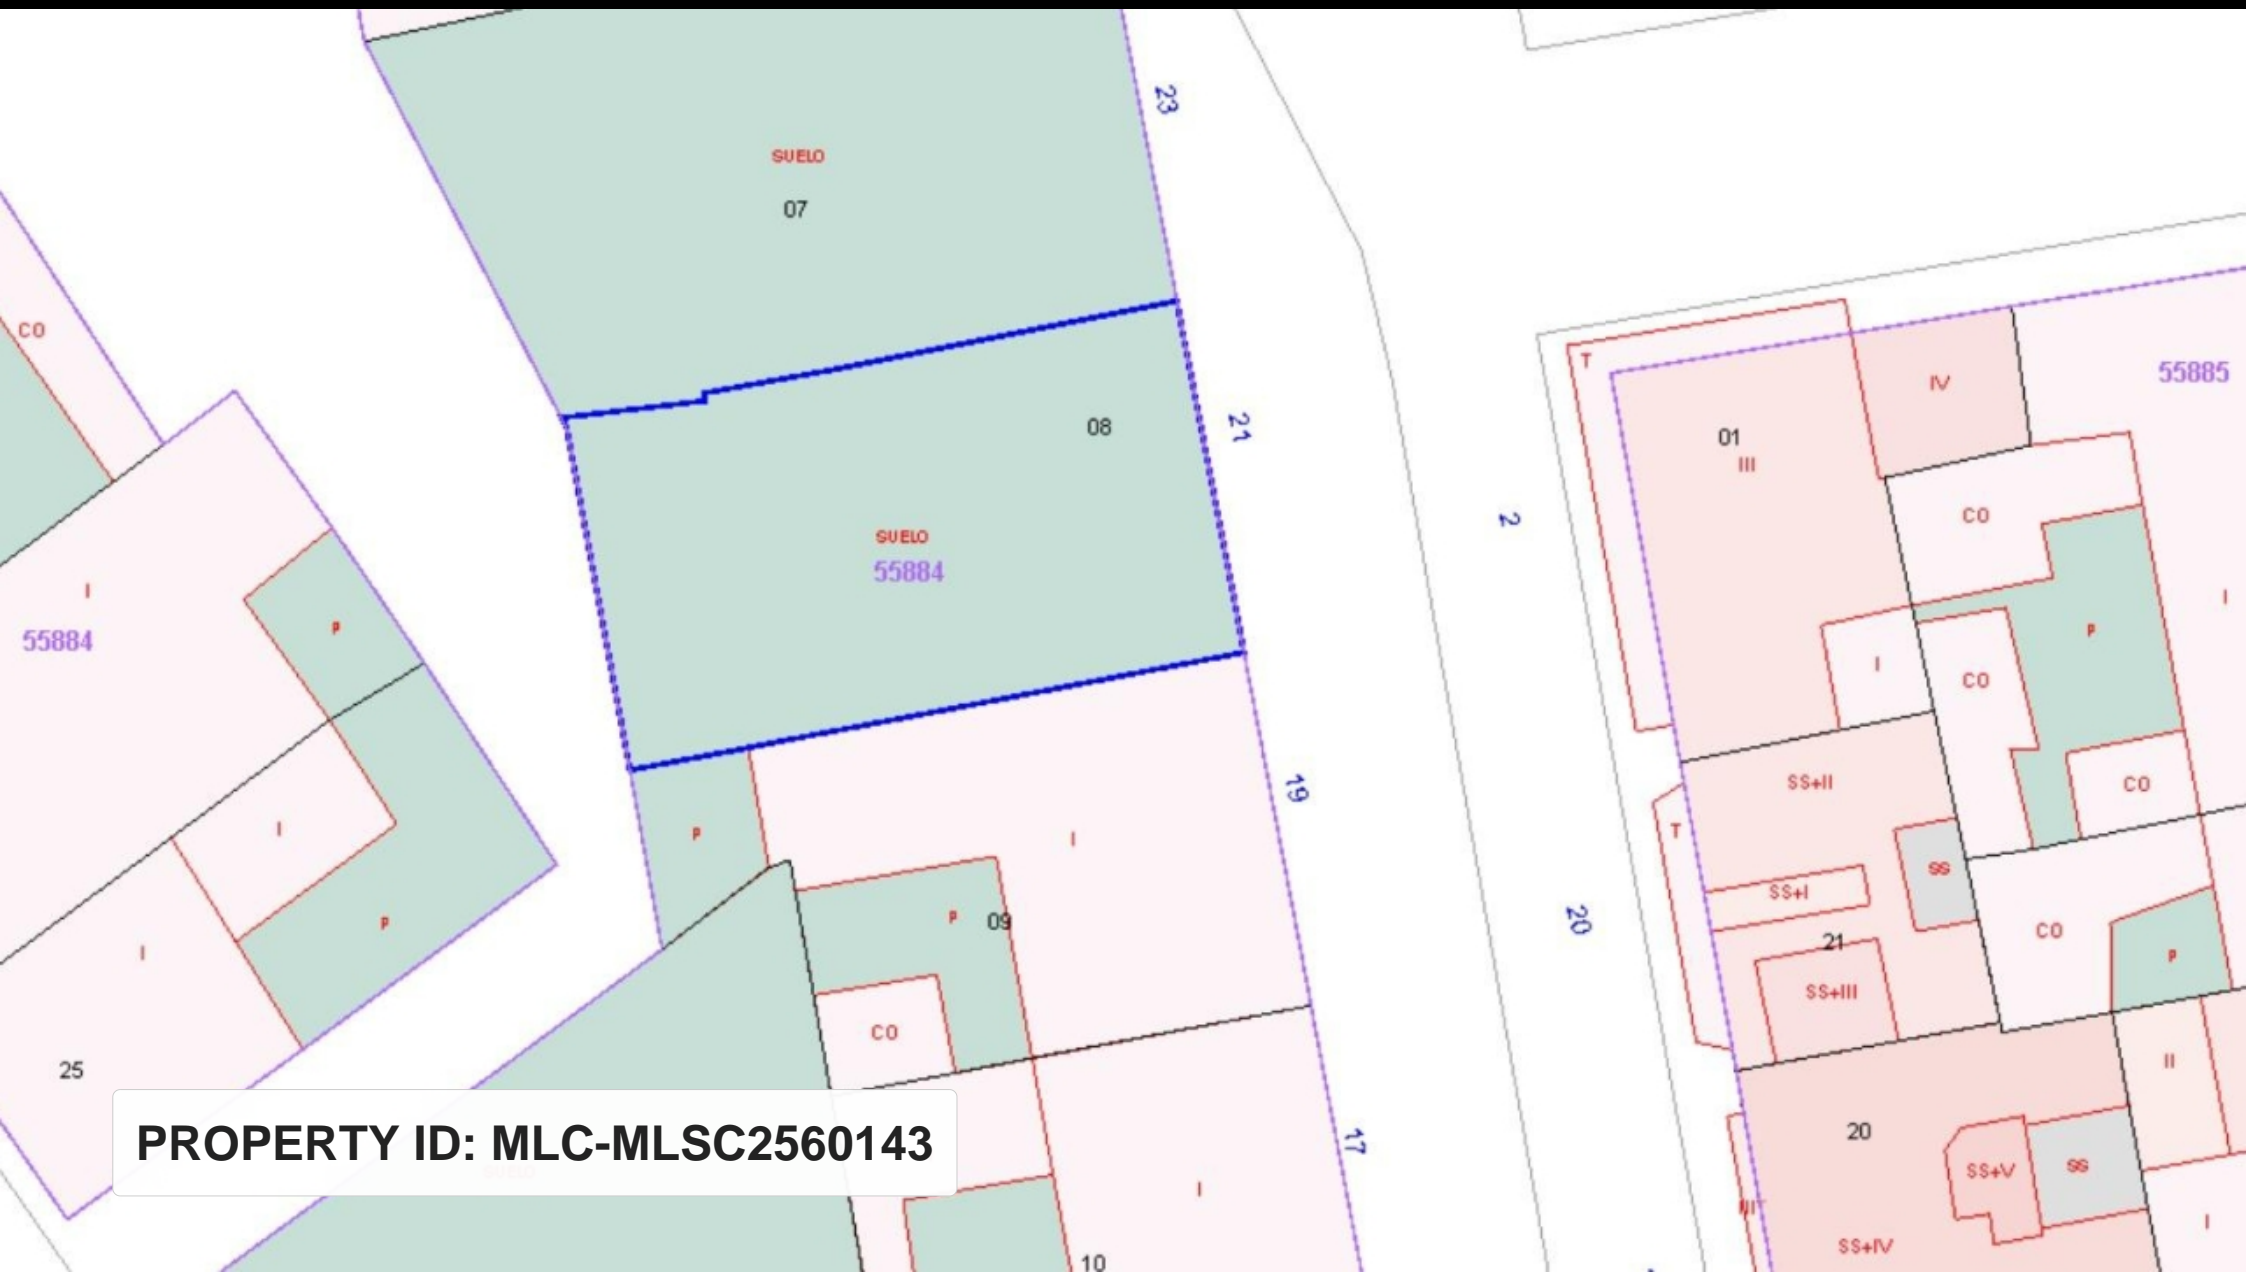 23
SUELO
07
CO
IV
55885
T
01
III
08
21
2
CO
SUELO
55884
I
I
P
P
55884
I
CO
SS+II
CO
19
T
I
P
I
SS
SS+I
P
09
20
P
I
CO
21
P
SS+III
CO
25
II
20
17
PROPERTY ID: MLC-MLSC2560143
SUELO
SS+V
SS
I
I
SS+IV
10